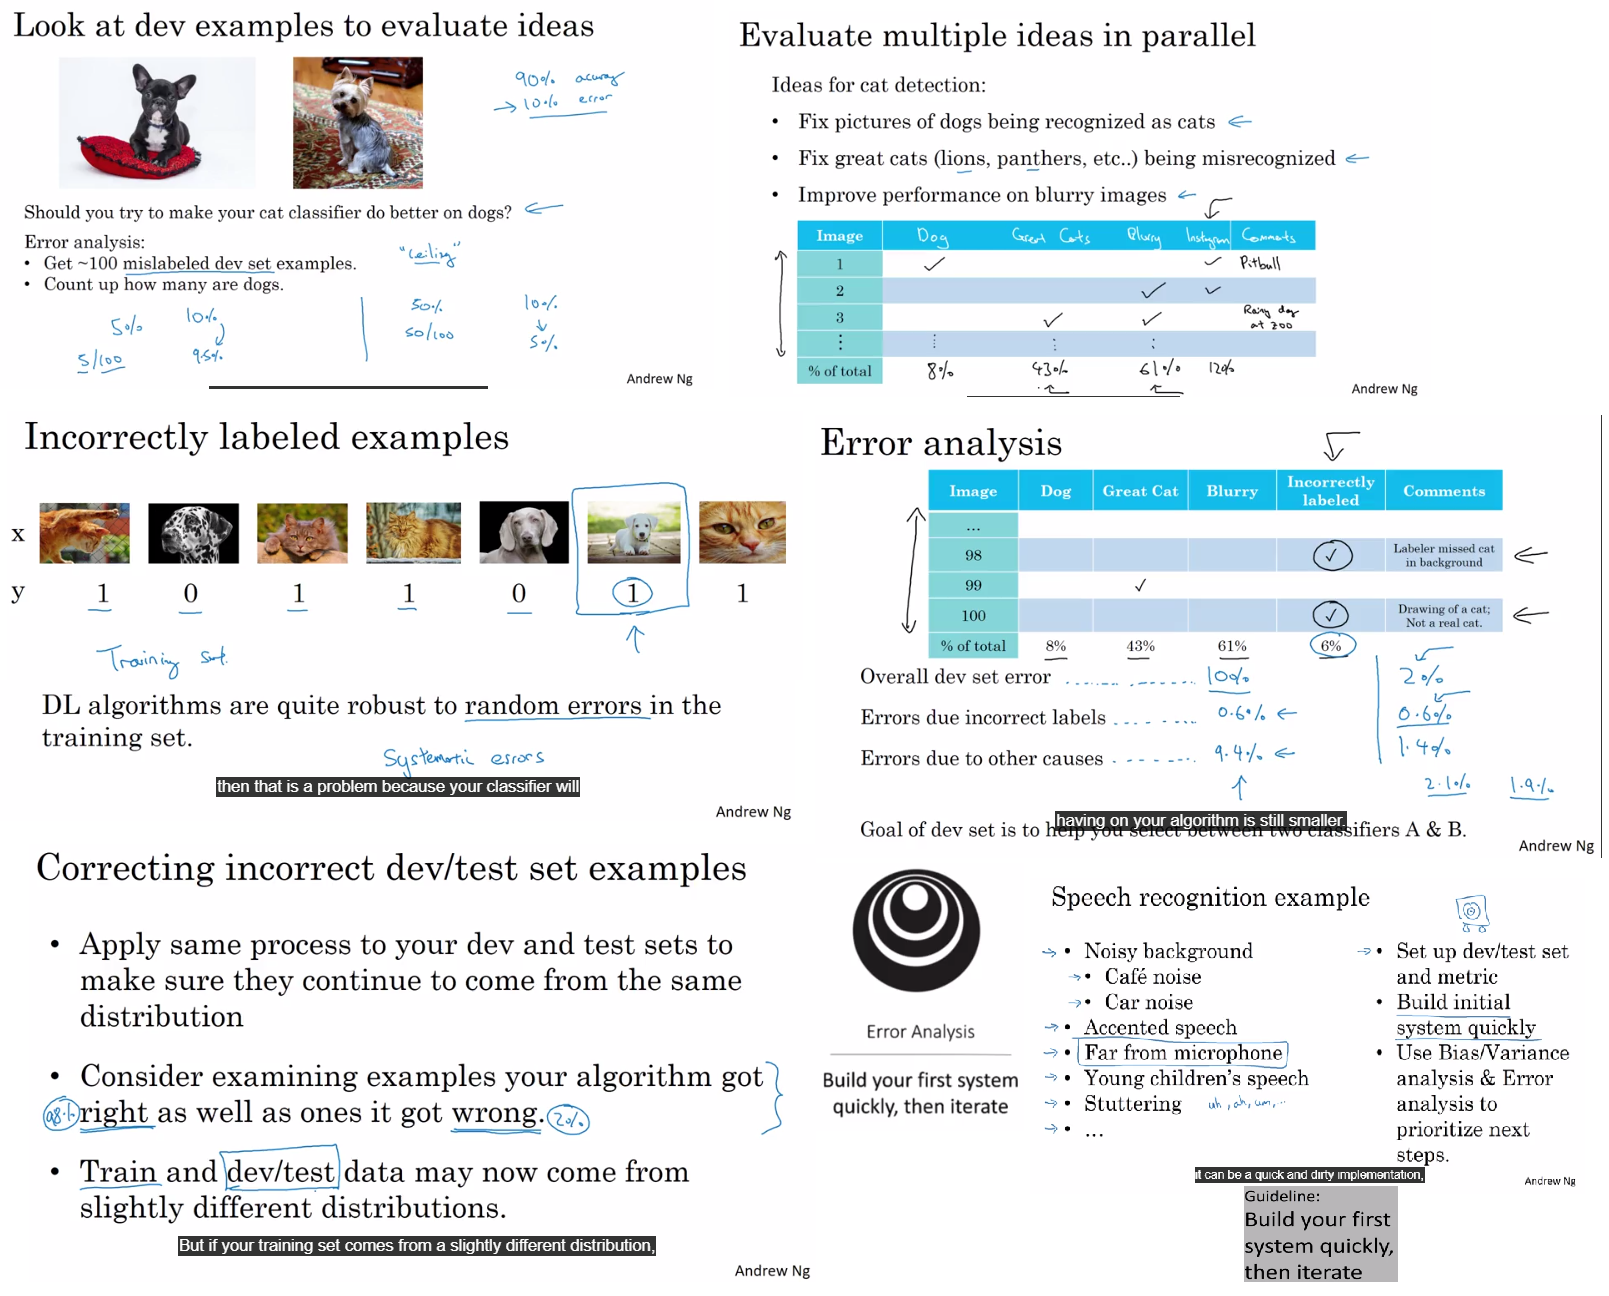 Look at dev examples to evaluate ideas
90% accuracy
→ 10% error
Should you try to make your cat classifier do better on dogs?
Error analysis:
• Get ~100 mislabeled dev set examples.
• Count up how many are dogs.
"ceiling"
5% 10%
5/100 9.5%
50% 10%
50/100 5%
Andrew Ng
Evaluate multiple ideas in parallel
Ideas for cat detection:
• Fix pictures of dogs being recognized as cats
• Fix great cats (lions, panthers, etc..) being misrecognized
• Improve performance on blurry images
Image Dog Great Cats Blurry Instagram Comments
1 ✓ ✓ Pitbull
2 ✓ ✓
3 ✓ ✓ Rainy day at zoo
⋮ ⋮ ⋮ ⋮
% of total 8% 43% 61% 12%
Andrew Ng
Incorrectly labeled examples
x
y 1 0 1 1 0 1 1
Training set.
DL algorithms are quite robust to random errors in the
training set.
Systematic errors
then that is a problem because your classifier will
Andrew Ng
Error analysis
Image Dog Great Cat Blurry Incorrectly labeled Comments
...
98 ✓ Labeler missed cat in background
99 ✓
100 ✓ Drawing of a cat; Not a real cat.
% of total 8% 43% 61% 6%
Overall dev set error 10% 2%
Errors due incorrect labels 0.6% 0.6%
Errors due to other causes 9.4% 1.4%
2.1% 1.9%
having on your algorithm is still smaller.
Goal of dev set is to help you select between two classifiers A & B.
Andrew Ng
Correcting incorrect dev/test set examples
• Apply same process to your dev and test sets to
make sure they continue to come from the same
distribution
• Consider examining examples your algorithm got
98% right as well as ones it got wrong. 2%
• Train and dev/test data may now come from
slightly different distributions.
But if your training set comes from a slightly different distribution,
Andrew Ng
Error Analysis
Build your first system
quickly, then iterate
Speech recognition example
→ • Noisy background
→ • Café noise
→ • Car noise
→ • Accented speech
→ • Far from microphone
→ • Young children's speech
→ • Stuttering uh, ah, um, ..
→ • ...
→ • Set up dev/test set
and metric
• Build initial
system quickly
• Use Bias/Variance
analysis & Error
analysis to
prioritize next
steps.
it can be a quick and dirty implementation,
Andrew Ng
Guideline:
Build your first
system quickly,
then iterate